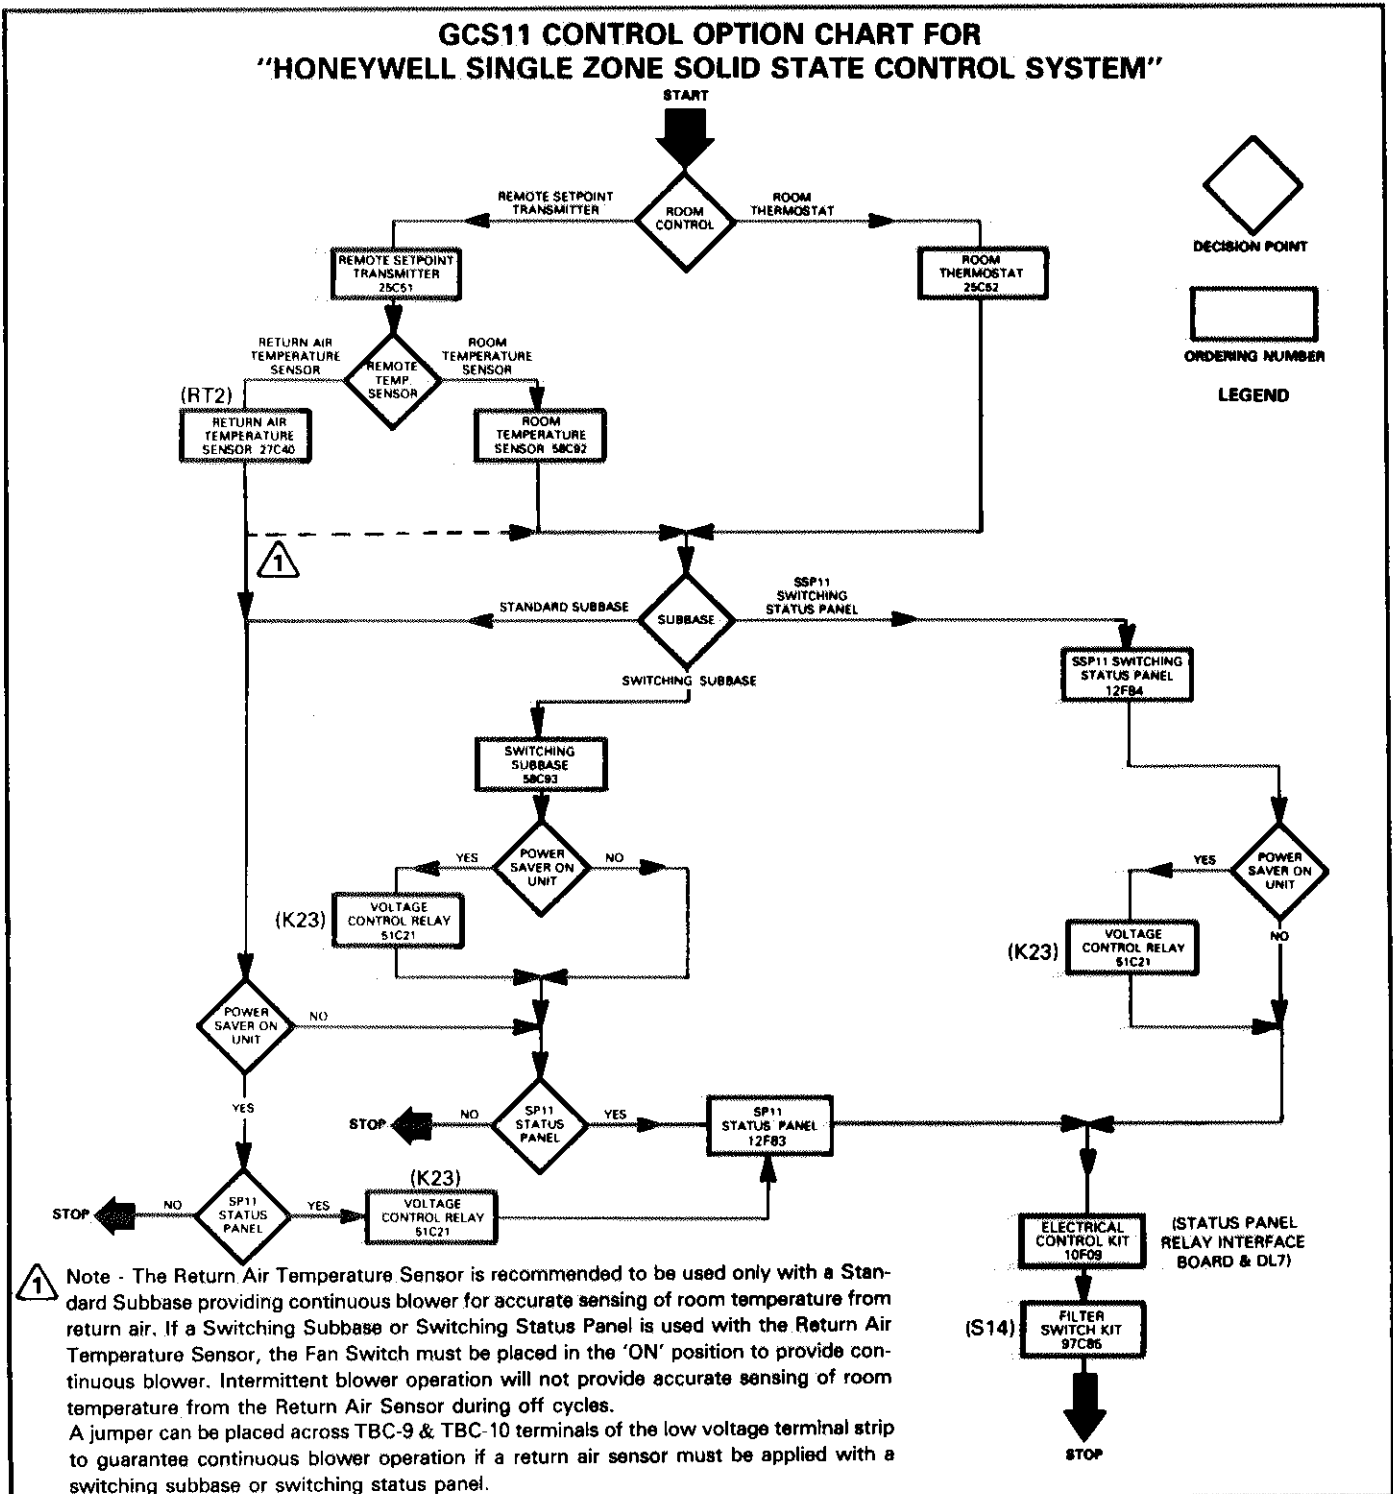 GCS11 CONTROL OPTION CHART FOR
"HONEYWELL SINGLE ZONE SOLID STATE CONTROL SYSTEM"
START
REMOTE SETPOINT
TRANSMITTER
ROOM
CONTROL
ROOM
THERMOSTAT
DECISION POINT
REMOTE SETPOINT
TRANSMITTER
25C51
ROOM
THERMOSTAT
25C52
ORDERING NUMBER
LEGEND
RETURN AIR
TEMPERATURE
SENSOR
REMOTE
TEMP.
SENSOR
ROOM
TEMPERATURE
SENSOR
(RT2)
RETURN AIR
TEMPERATURE
SENSOR 27C40
ROOM
TEMPERATURE
SENSOR 58C92
1
STANDARD SUBBASE
SUBBASE
SSP11
SWITCHING
STATUS PANEL
SWITCHING SUBBASE
SSP11 SWITCHING
STATUS PANEL
12F84
SWITCHING
SUBBASE
58C93
YES
POWER
SAVER ON
UNIT
NO
YES
POWER
SAVER ON
UNIT
NO
(K23)
VOLTAGE
CONTROL RELAY
51C21
(K23)
VOLTAGE
CONTROL RELAY
51C21
POWER
SAVER ON
UNIT
NO
YES
STOP
NO
SP11
STATUS
PANEL
YES
SP11
STATUS PANEL
12F83
STOP
NO
SP11
STATUS
PANEL
YES
(K23)
VOLTAGE
CONTROL RELAY
51C21
ELECTRICAL
CONTROL KIT
10F09
(STATUS PANEL
RELAY INTERFACE
BOARD & DL7)
(S14)
FILTER
SWITCH KIT
97C85
STOP
1 Note - The Return Air Temperature Sensor is recommended to be used only with a Stan-
dard Subbase providing continuous blower for accurate sensing of room temperature from
return air. If a Switching Subbase or Switching Status Panel is used with the Return Air
Temperature Sensor, the Fan Switch must be placed in the 'ON' position to provide con-
tinuous blower. Intermittent blower operation will not provide accurate sensing of room
temperature from the Return Air Sensor during off cycles.
A jumper can be placed across TBC-9 & TBC-10 terminals of the low voltage terminal strip
to guarantee continuous blower operation if a return air sensor must be applied with a
switching subbase or switching status panel.